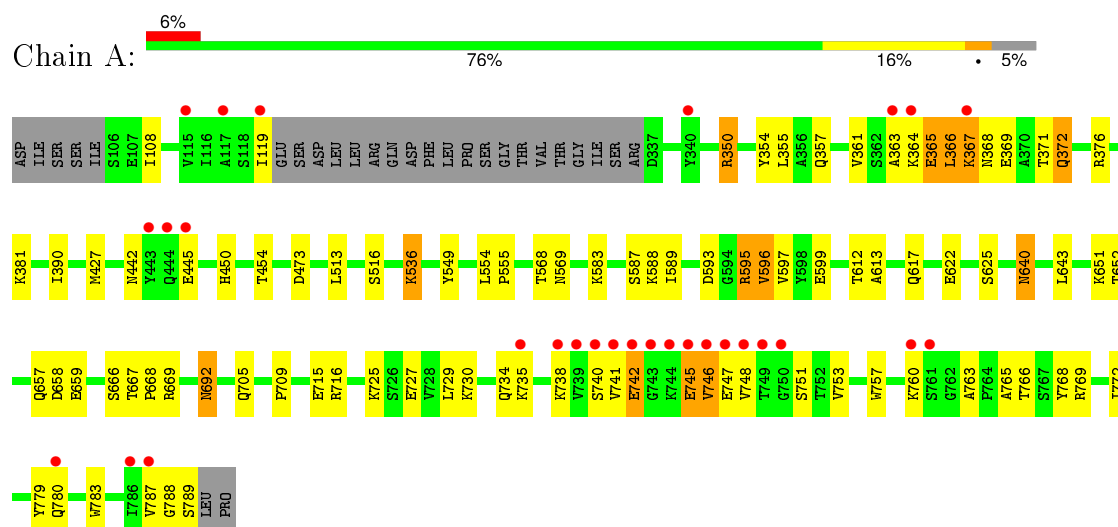 6%
Chain A:
76% 16% • 5%
ASP ILE SER SER ILE S106 E107 I108 V115 I116 A117 S118 I119 GLU SER ASP LEU LEU ARG GLN ASP PHE LEU PRO SER GLY THR VAL THR GLY ILE SER ARG D337 Y340 R350 Y354 L355 A356 Q357 V361 S362 A363 K364 E365 L366 K367 N368 E369 A370 T371 Q372 R376
K381 I390 M427 N442 Y443 Q444 E445 H450 T454 D473 L513 S516 K536 Y549 L554 P555 T568 N569 K583 S587 K588 I589 D593 G594 R595 V596 V597 Y598 E599 T612 A613 Q617 E622 S625 N640 L643 K651 T652
Q657 D658 E659 S666 T667 P668 R669 N692 Q705 P709 E715 R716 K725 S726 E727 V728 L729 K730 Q734 K735 K738 V739 S740 V741 E742 G743 K744 E745 V746 E747 V748 T749 G750 S751 T752 V753 W757 K760 S761 G762 A763 P764 A765 T766 S767 Y768 R769
Y779 Q780 W783 I786 V787 G788 S789 LEU PRO